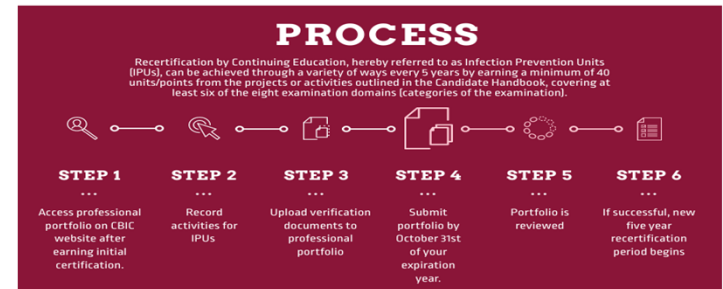 PROCESS
Recertification by Continuing Education, hereby referred to as Infection Prevention Units
(IPUs), can be achieved through a variety of ways every 5 years by earning a minimum of 40
units/points from the projects or activities outlined in the Candidate Handbook, covering at
least six of the eight examination domains (categories of the examination).
STEP 1
...
Access professional
portfolio on CBIC
website after
earning initial
certification.
STEP 2
...
Record
activities for
IPUs
STEP 3
...
Upload verification
documents to
professional
portfolio
STEP 4
...
Submit
portfolio by
October 31st
of your
expiration
year.
STEP 5
...
Portfolio is
reviewed
STEP 6
...
If successful, new
five year
recertification
period begins